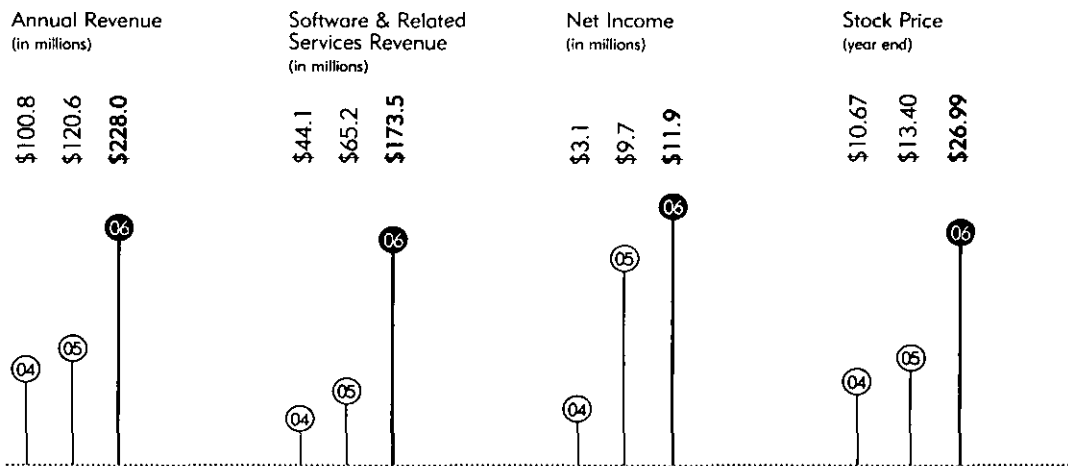 Annual Revenue
(in millions)
$100.8
$120.6
$228.0
04
05
06
Software & Related
Services Revenue
(in millions)
$44.1
$65.2
$173.5
04
05
06
Net Income
(in millions)
$3.1
$9.7
$11.9
04
05
06
Stock Price
(year end)
$10.67
$13.40
$26.99
04
05
06